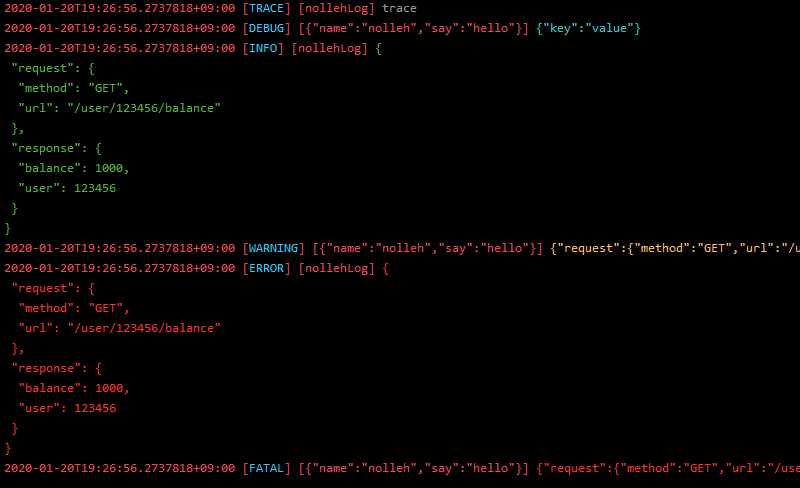 2020-01-20T19:26:56.2737818+09:00 [TRACE] [nollehLog] trace
2020-01-20T19:26:56.2737818+09:00 [DEBUG] [{"name":"nolleh","say":"hello"}] {"key":"value"}
2020-01-20T19:26:56.2737818+09:00 [INFO] [nollehLog] {
 "request": {
  "method": "GET",
  "url": "/user/123456/balance"
 },
 "response": {
  "balance": 1000,
  "user": 123456
 }
}
2020-01-20T19:26:56.2737818+09:00 [WARNING] [{"name":"nolleh","say":"hello"}] {"request":{"method":"GET","url":"/u
2020-01-20T19:26:56.2737818+09:00 [ERROR] [nollehLog] {
 "request": {
  "method": "GET",
  "url": "/user/123456/balance"
 },
 "response": {
  "balance": 1000,
  "user": 123456
 }
}
2020-01-20T19:26:56.2737818+09:00 [FATAL] [{"name":"nolleh","say":"hello"}] {"request":{"method":"GET","url":"/use